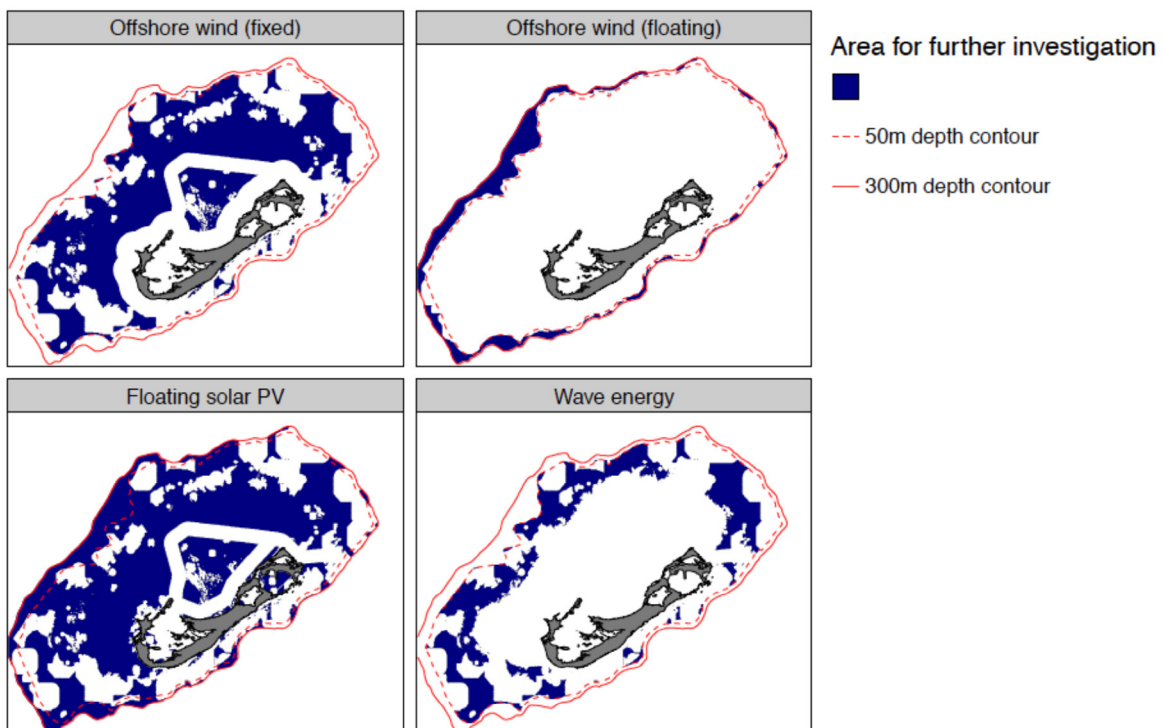 Offshore wind (fixed)
Offshore wind (floating)
Area for further investigation
50m depth contour
300m depth contour
Floating solar PV
Wave energy